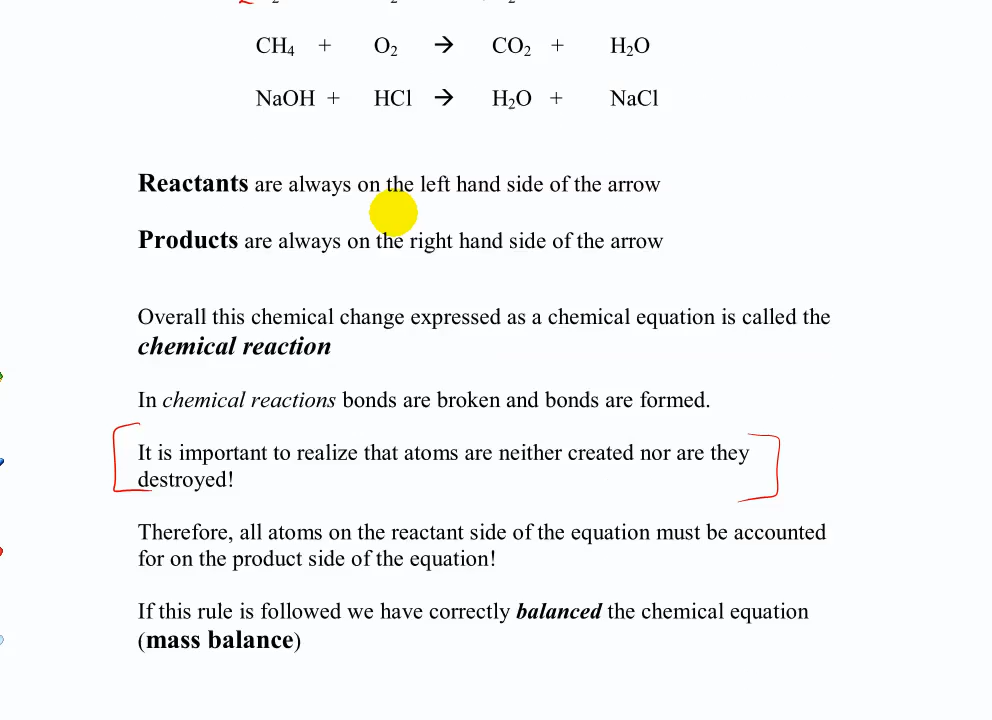 CH₄ + O₂ → CO₂ + H₂O
NaOH + HCl → H₂O + NaCl
Reactants are always on the left hand side of the arrow
Products are always on the right hand side of the arrow
Overall this chemical change expressed as a chemical equation is called the
chemical reaction
In chemical reactions bonds are broken and bonds are formed.
It is important to realize that atoms are neither created nor are they
destroyed!
Therefore, all atoms on the reactant side of the equation must be accounted
for on the product side of the equation!
If this rule is followed we have correctly balanced the chemical equation
(mass balance)